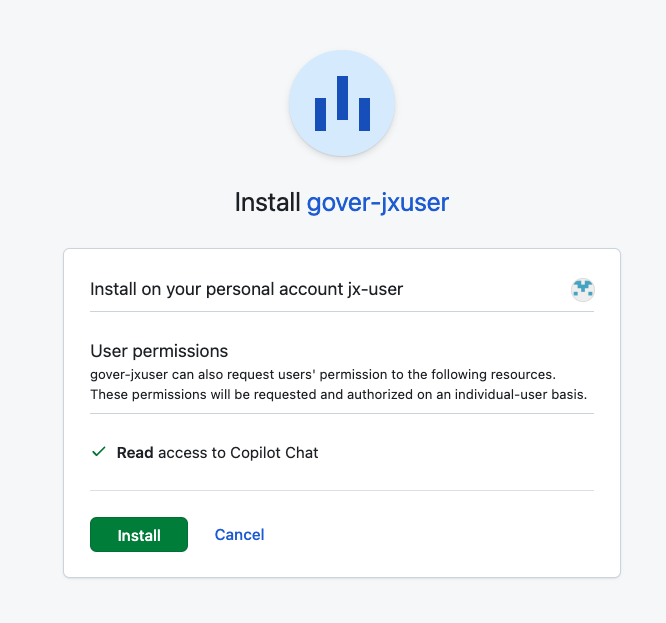 Install gover-jxuser
Install on your personal account jx-user
User permissions
gover-jxuser can also request users' permission to the following resources.
These permissions will be requested and authorized on an individual-user basis.
Read access to Copilot Chat
Install
Cancel